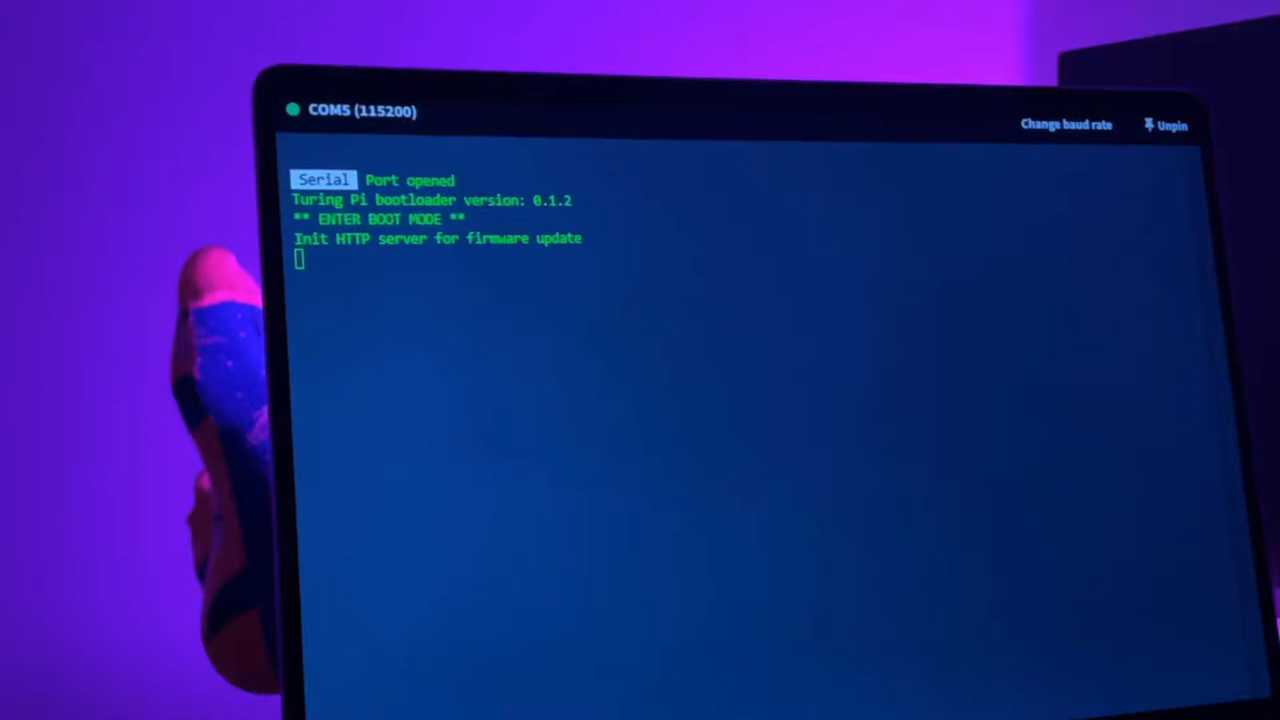 COM5 (115200)
Change baud rate
Unpin
Serial Port opened
Turing Pi bootloader version: 0.1.2
** ENTER BOOT MODE **
Init HTTP server for firmware update